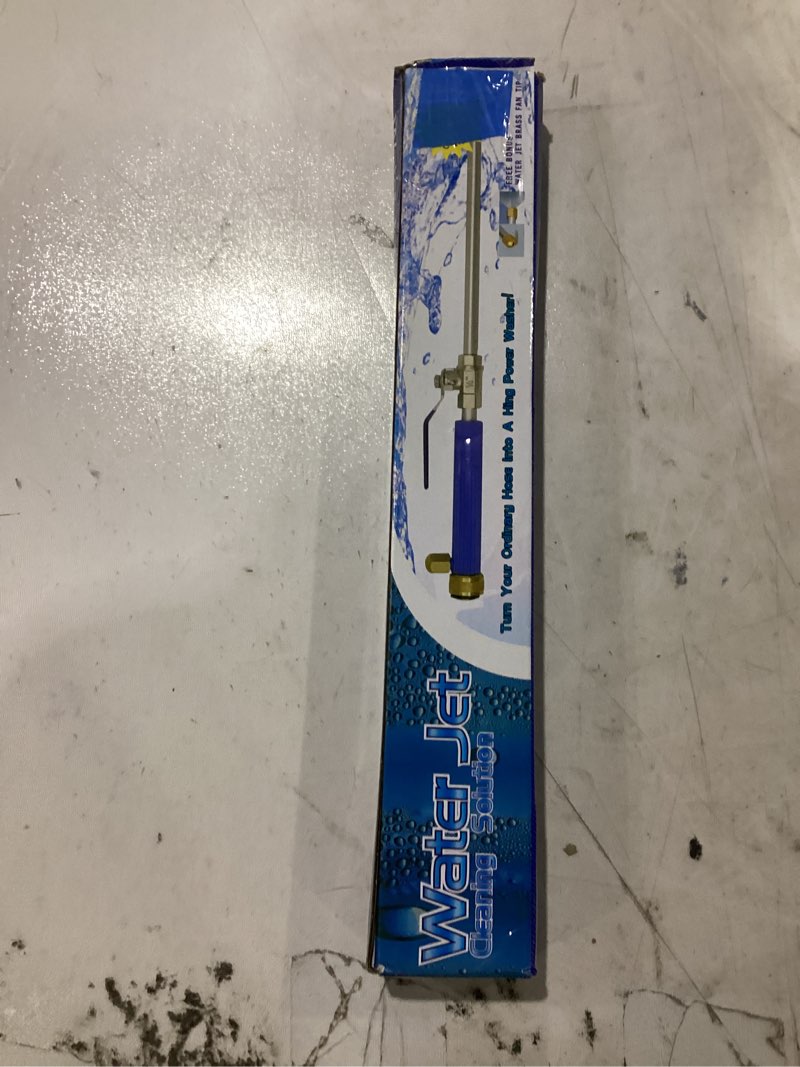 Water Jet
Cleaning Solution
Turn Your Ordinary Hose Into A Hing Power Washer!
FREE BONUS
WATER JET BRASS FAN TIP